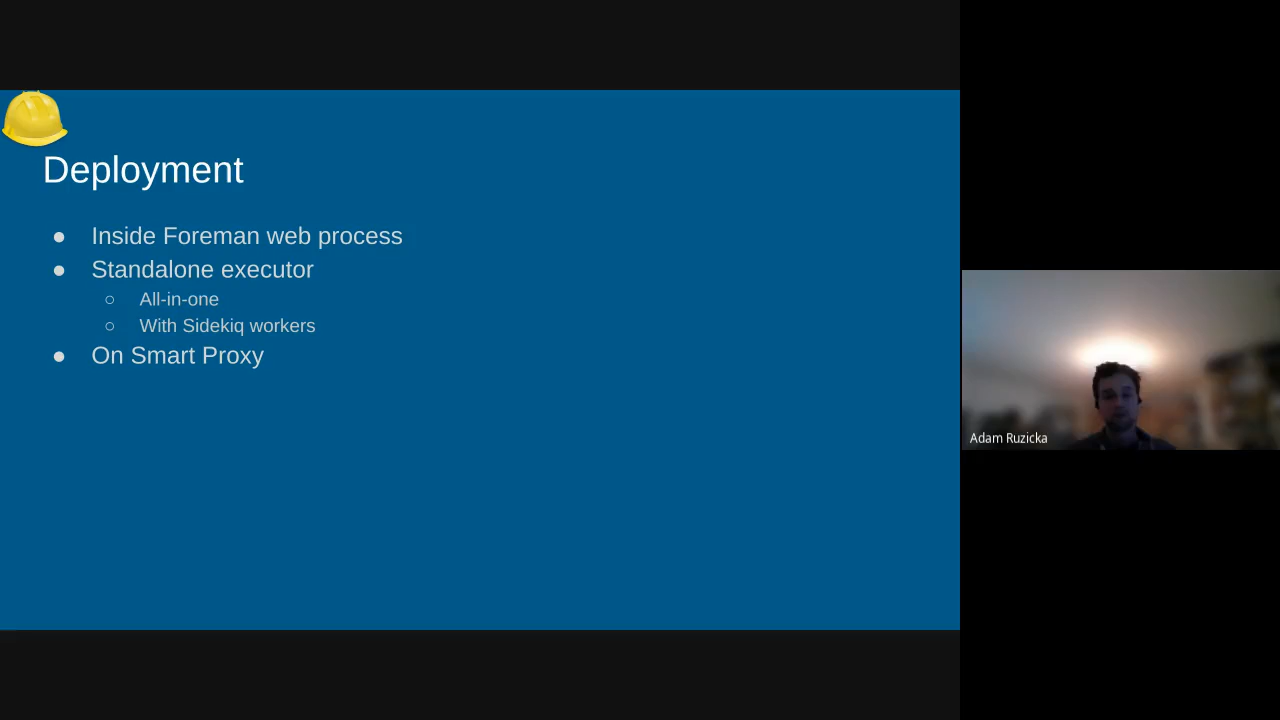 Deployment
● Inside Foreman web process
● Standalone executor
○ All-in-one
○ With Sidekiq workers
● On Smart Proxy
Adam Ruzicka